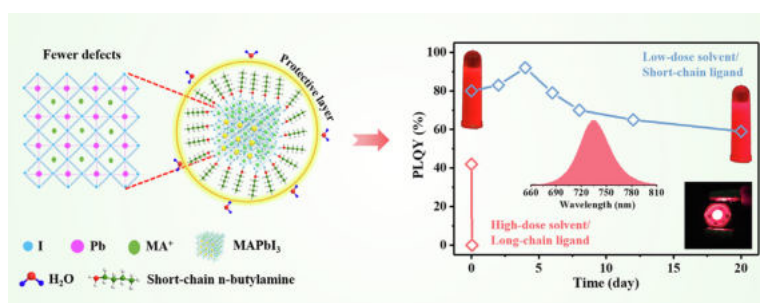 Fewer defects
Protective layer
I
Pb
MA⁺
MAPbI₃
H₂O
Short-chain n-butylamine
PLQY (%)
100
80
60
40
20
0
Low-dose solvent/
Short-chain ligand
660 690 720 750 780 810
Wavelength (nm)
High-dose solvent/
Long-chain ligand
0 5 10 15 20
Time (day)